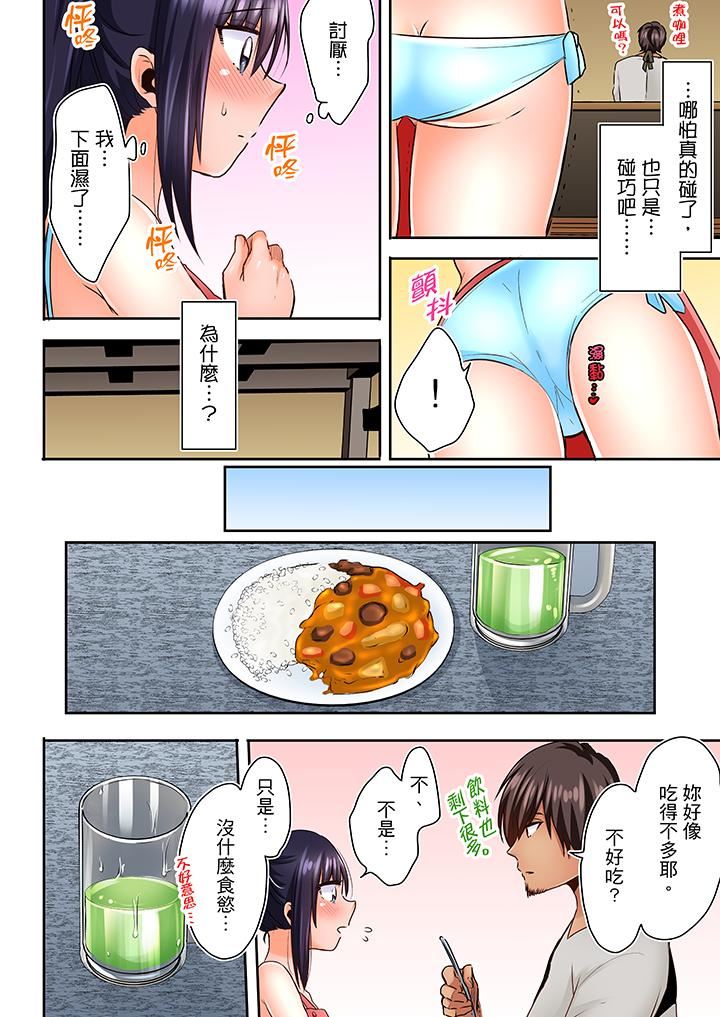 煮咖哩
可以嗎？
…哪怕真的碰了，
也只是…
碰巧吧……
討厭…
怦咚
怦咚
我…
下面濕了……
怦咚
顫抖
！
濕黏…
為什麼…？
妳好像
吃得不多耶。
不好吃？
飲料也
剩下很多。
不、
不是…
只是…
沒什麼食慾…
不好意思…